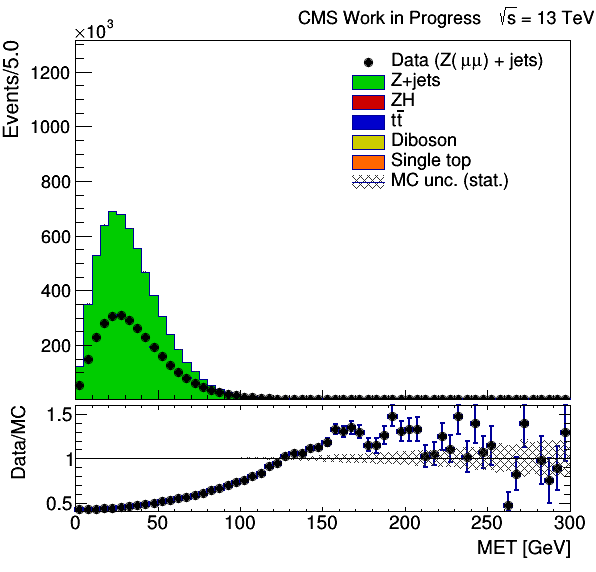 CMS Work in Progress √s = 13 TeV
×10³
Events/5.0
1200
1000
800
600
400
200
Data (Z(μμ) + jets)
Z+jets
ZH
tt̄
Diboson
Single top
MC unc. (stat.)
Data/MC
1.5
1
0.5
0 50 100 150 200 250 300
MET [GeV]